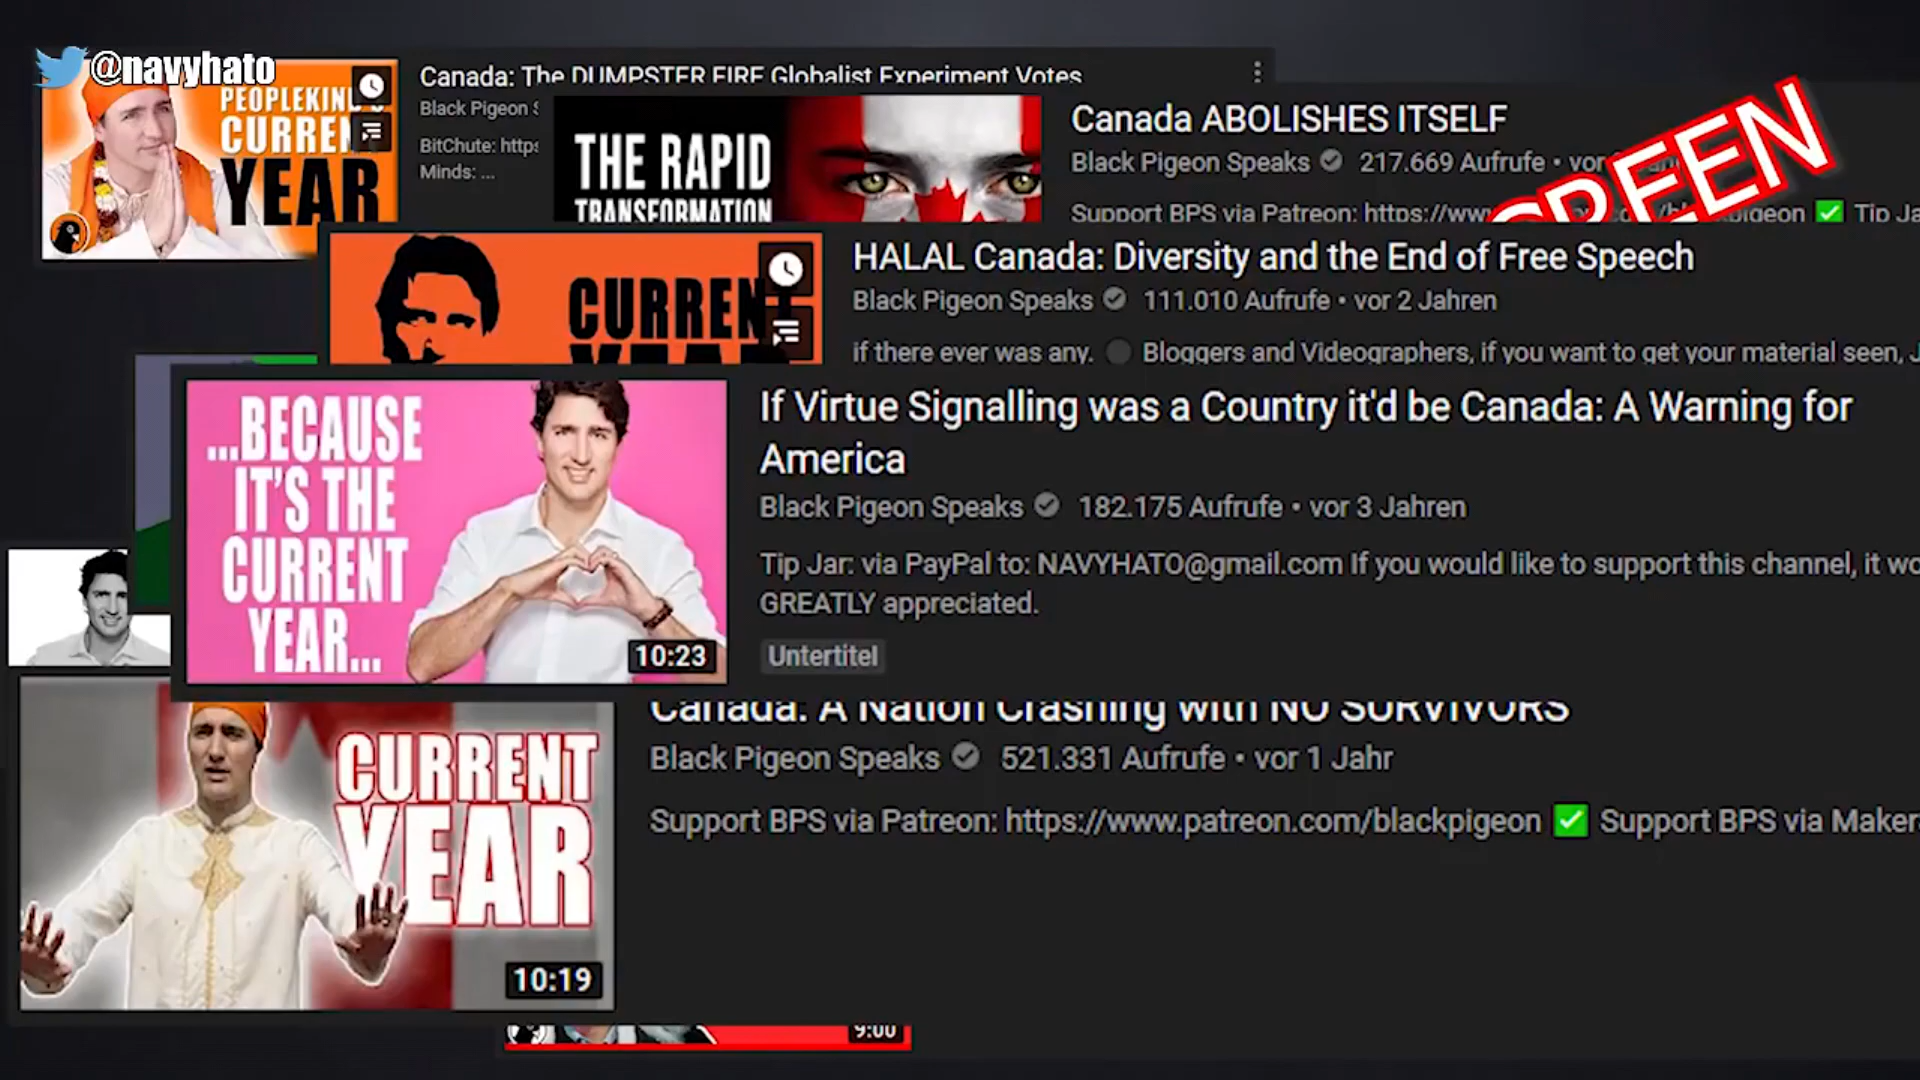 @navyhato
PEOPLEKIND'S
CURREN
YEAR
Canada: The DUMPSTER FIRE Globalist Experiment Votes
Black Pigeon S
BitChute: https
Minds: ...
THE RAPID
TRANSFORMATION
Canada ABOLISHES ITSELF
Black Pigeon Speaks 217.669 Aufrufe • vor
Support BPS via Patreon: https://www
pigeon ✅ Tip Ja
REEN
CURREN
YEAR
HALAL Canada: Diversity and the End of Free Speech
Black Pigeon Speaks 111.010 Aufrufe • vor 2 Jahren
if there ever was any. Bloggers and Videographers, if you want to get your material seen, J
...BECAUSE
IT'S THE
CURRENT
YEAR...
10:23
If Virtue Signalling was a Country it'd be Canada: A Warning for
America
Black Pigeon Speaks 182.175 Aufrufe • vor 3 Jahren
Tip Jar: via PayPal to: NAVYHATO@gmail.com If you would like to support this channel, it wo
GREATLY appreciated.
Untertitel
CURRENT
YEAR
10:19
Canada: A Nation Crashing with NO SURVIVORS
Black Pigeon Speaks 521.331 Aufrufe • vor 1 Jahr
Support BPS via Patreon: https://www.patreon.com/blackpigeon ✅ Support BPS via Maker
9:00